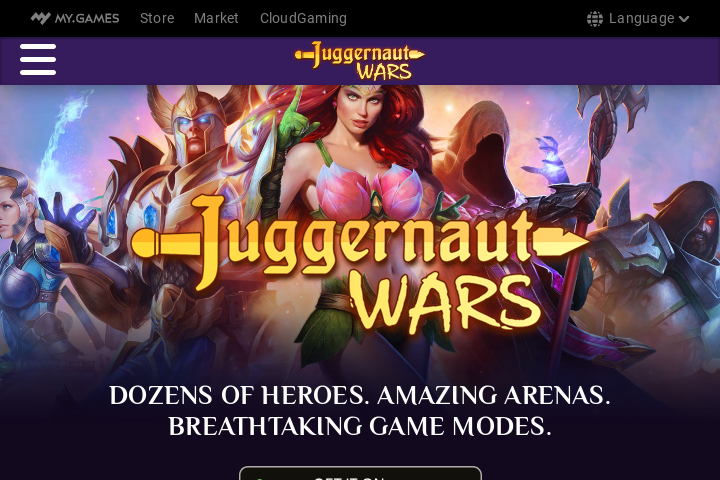 MY.GAMES Store Market CloudGaming Language
Juggernaut
WARS
Juggernaut
WARS
DOZENS OF HEROES. AMAZING ARENAS.
BREATHTAKING GAME MODES.
GET IT ON